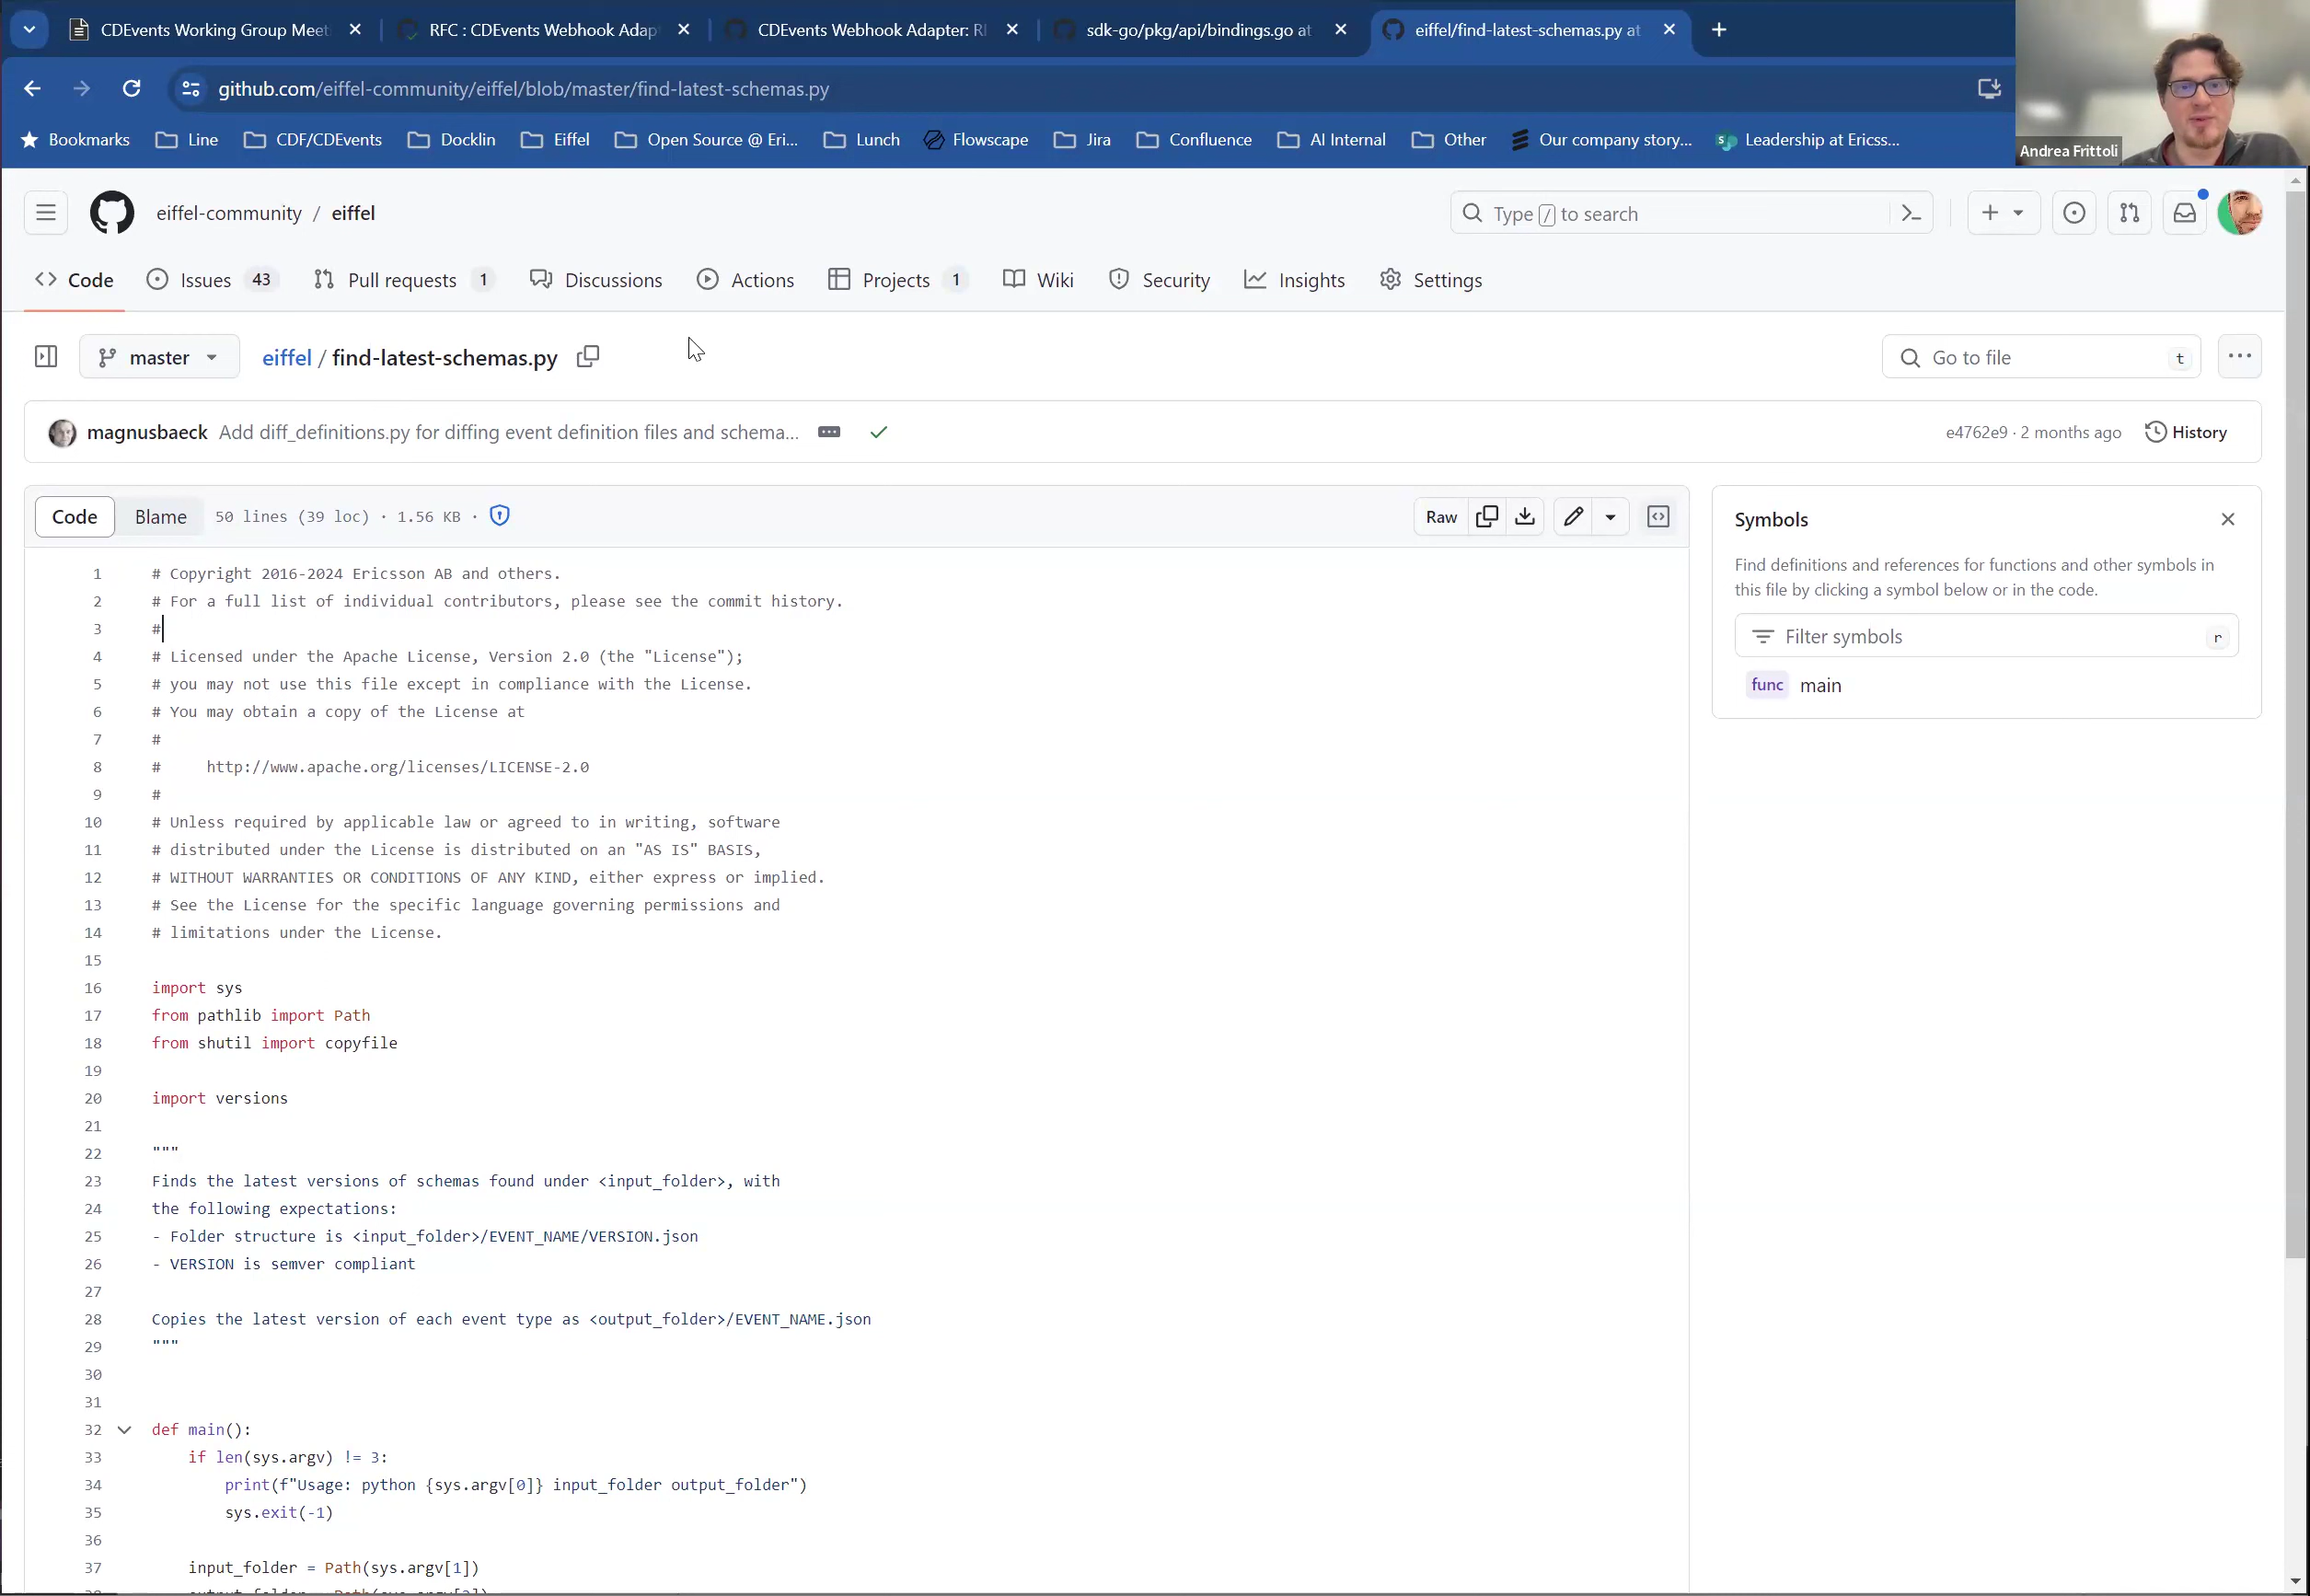 CDEvents Working Group Meet
RFC : CDEvents Webhook Adap
CDEvents Webhook Adapter: R
sdk-go/pkg/api/bindings.go at
eiffel/find-latest-schemas.py at
github.com/eiffel-community/eiffel/blob/master/find-latest-schemas.py
Bookmarks Line CDF/CDEvents Docklin Eiffel Open Source @ Eri... Lunch Flowscape Jira Confluence AI Internal Other Our company story... Leadership at Ericss...
Andrea Frittoli
eiffel-community / eiffel
Type / to search
Code Issues 43 Pull requests 1 Discussions Actions Projects 1 Wiki Security Insights Settings
master eiffel / find-latest-schemas.py
Go to file t
magnusbaeck Add diff_definitions.py for diffing event definition files and schema...
e4762e9 · 2 months ago History
Code Blame 50 lines (39 loc) · 1.56 KB ·
Raw
1 # Copyright 2016-2024 Ericsson AB and others.
2 # For a full list of individual contributors, please see the commit history.
3 #
4 # Licensed under the Apache License, Version 2.0 (the "License");
5 # you may not use this file except in compliance with the License.
6 # You may obtain a copy of the License at
7 #
8 #     http://www.apache.org/licenses/LICENSE-2.0
9 #
10 # Unless required by applicable law or agreed to in writing, software
11 # distributed under the License is distributed on an "AS IS" BASIS,
12 # WITHOUT WARRANTIES OR CONDITIONS OF ANY KIND, either express or implied.
13 # See the License for the specific language governing permissions and
14 # limitations under the License.
15
16 import sys
17 from pathlib import Path
18 from shutil import copyfile
19
20 import versions
21
22 """
23 Finds the latest versions of schemas found under <input_folder>, with
24 the following expectations:
25 - Folder structure is <input_folder>/EVENT_NAME/VERSION.json
26 - VERSION is semver compliant
27
28 Copies the latest version of each event type as <output_folder>/EVENT_NAME.json
29 """
30
31
32 def main():
33     if len(sys.argv) != 3:
34         print(f"Usage: python {sys.argv[0]} input_folder output_folder")
35         sys.exit(-1)
36
37     input_folder = Path(sys.argv[1])
Symbols
Find definitions and references for functions and other symbols in
this file by clicking a symbol below or in the code.
Filter symbols r
func main